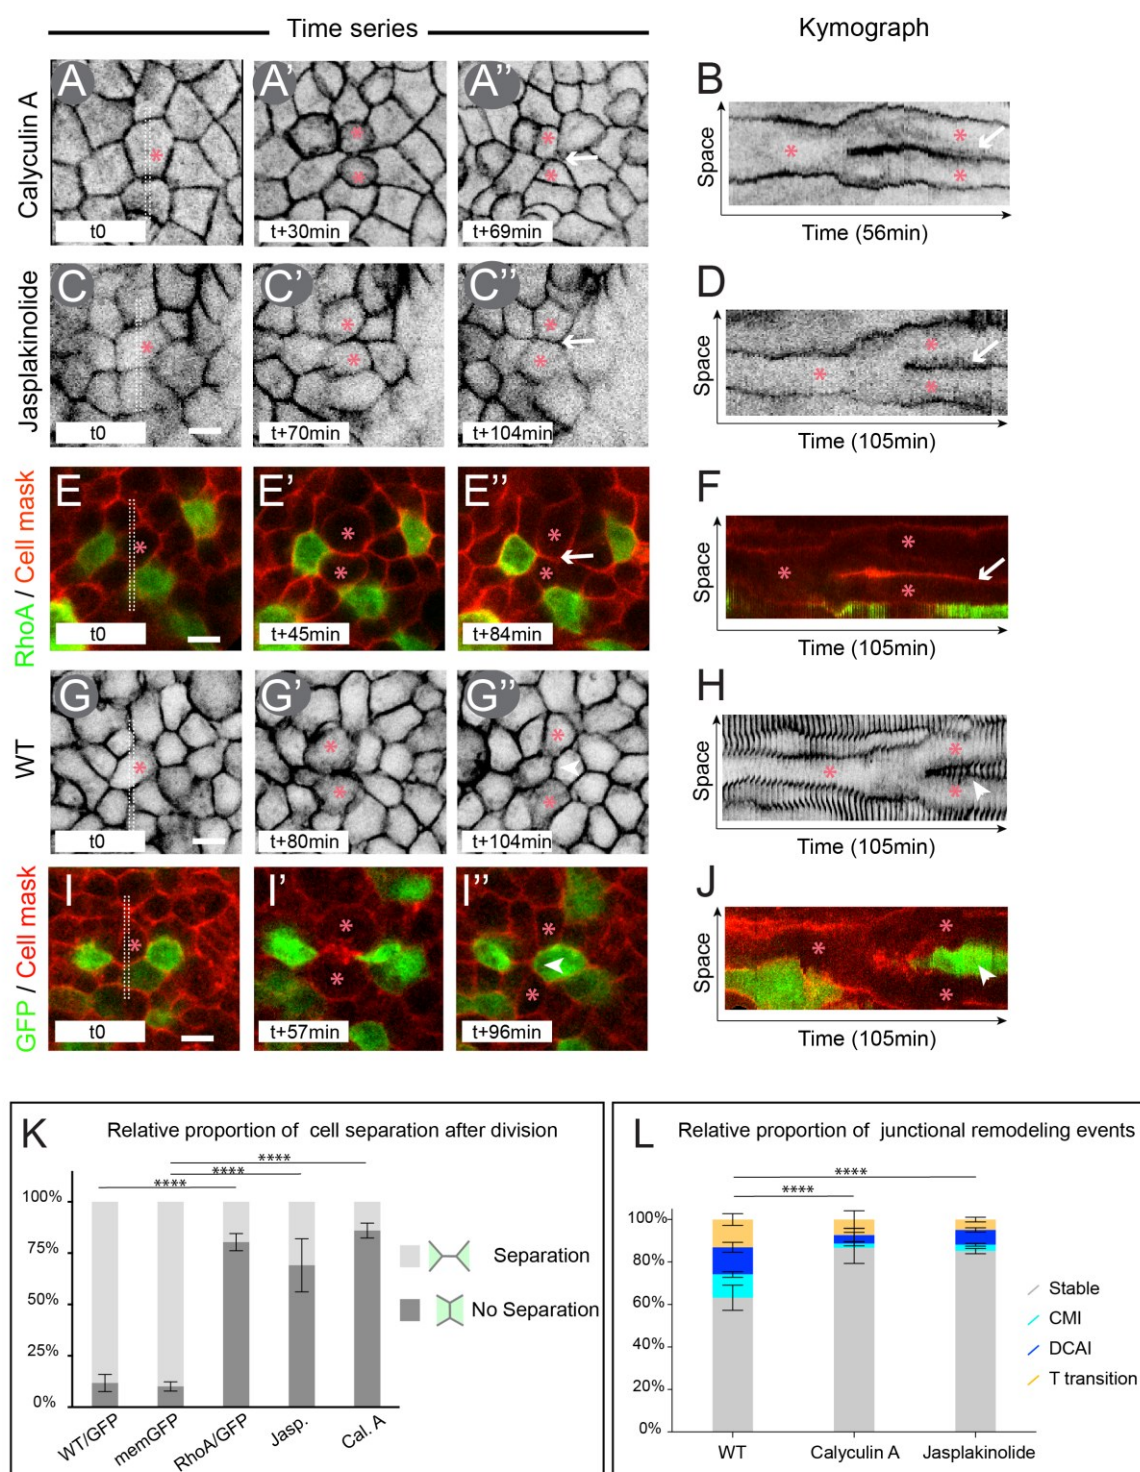 Time series
Kymograph
Calyculin A
A
A’
A’’
t0
t+30min
t+69min
B
Space
Time (56min)
Jasplakinolide
C
C’
C’’
t0
t+70min
t+104min
D
Space
Time (105min)
RhoA / Cell mask
E
E’
E’’
t0
t+45min
t+84min
F
Space
Time (105min)
WT
G
G’
G’’
t0
t+80min
t+104min
H
Space
Time (105min)
GFP / Cell mask
I
I’
I’’
t0
t+57min
t+96min
J
Space
Time (105min)
K
Relative proportion of cell separation after division
****
****
****
100%
75%
50%
25%
0%
WT/GFP
memGFP
RhoA/GFP
Jasp.
Cal. A
Separation
No Separation
L
Relative proportion of junctional remodeling events
****
****
100%
80%
60%
40%
20%
0%
WT
Calyculin A
Jasplakinolide
Stable
CMI
DCAI
T transition